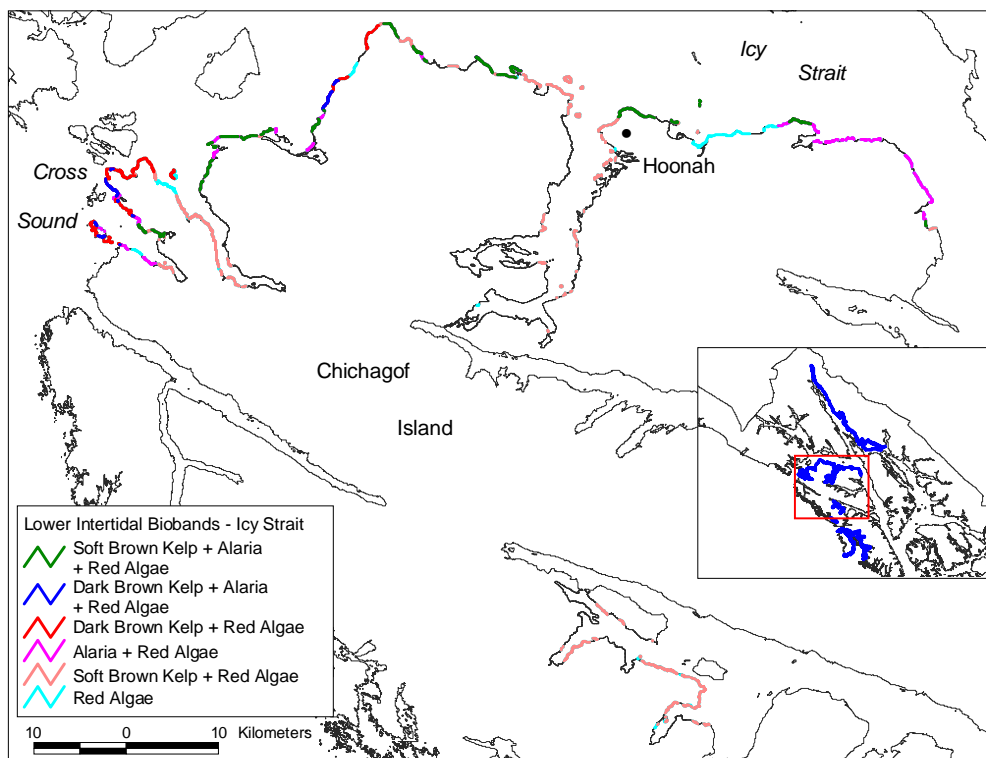 Icy
Strait
Hoonah
Cross
Sound
Chichagof
Island
Lower Intertidal Biobands - Icy Strait
Soft Brown Kelp + Alaria
+ Red Algae
Dark Brown Kelp + Alaria
+ Red Algae
Dark Brown Kelp + Red Algae
Alaria + Red Algae
Soft Brown Kelp + Red Algae
Red Algae
10 0 10 Kilometers